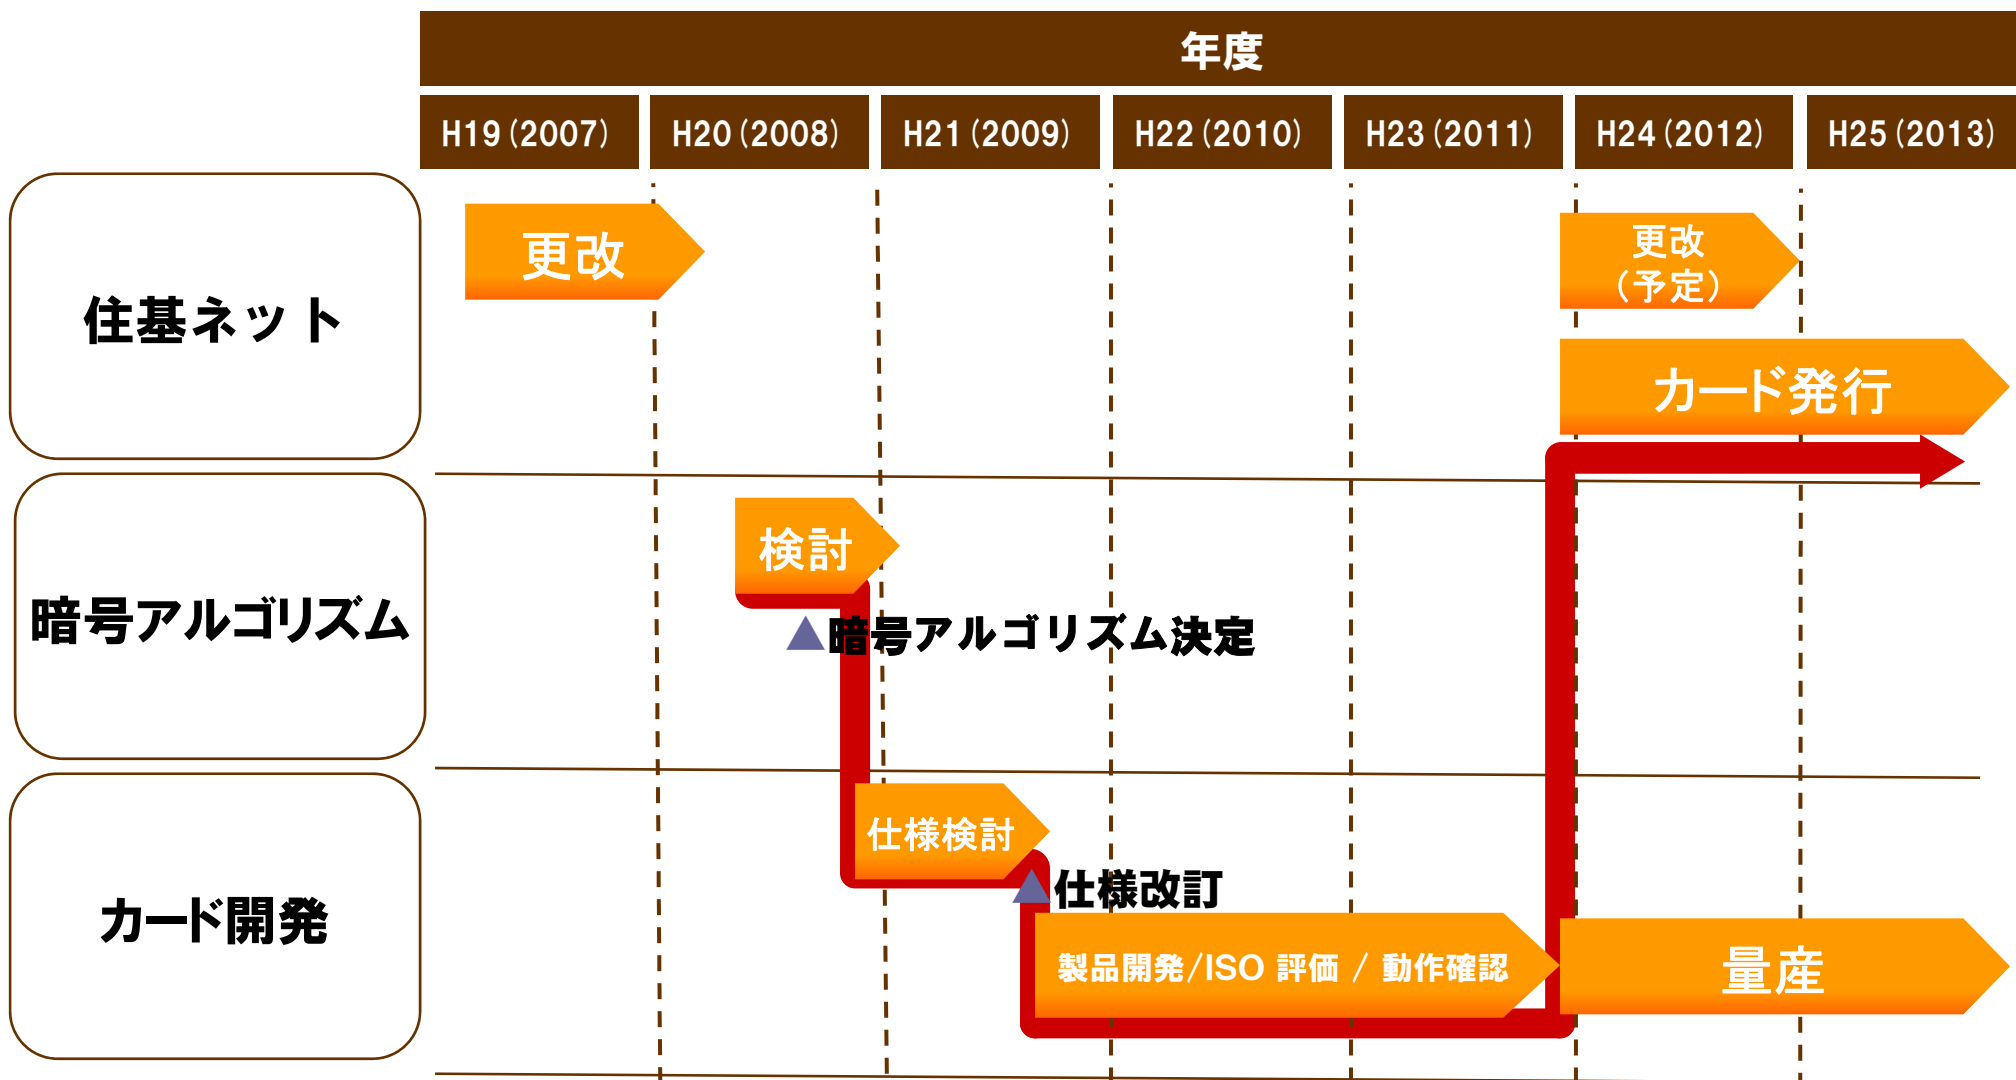 年度
H19(2007)
H20(2008)
H21(2009)
H22(2010)
H23(2011)
H24(2012)
H25(2013)
住基ネット
更改
更改
(予定)
カード発行
暗号アルゴリズム
検討
▲暗号アルゴリズム決定
カード開発
仕様検討
▲仕様改訂
製品開発/ISO 評価 / 動作確認
量産